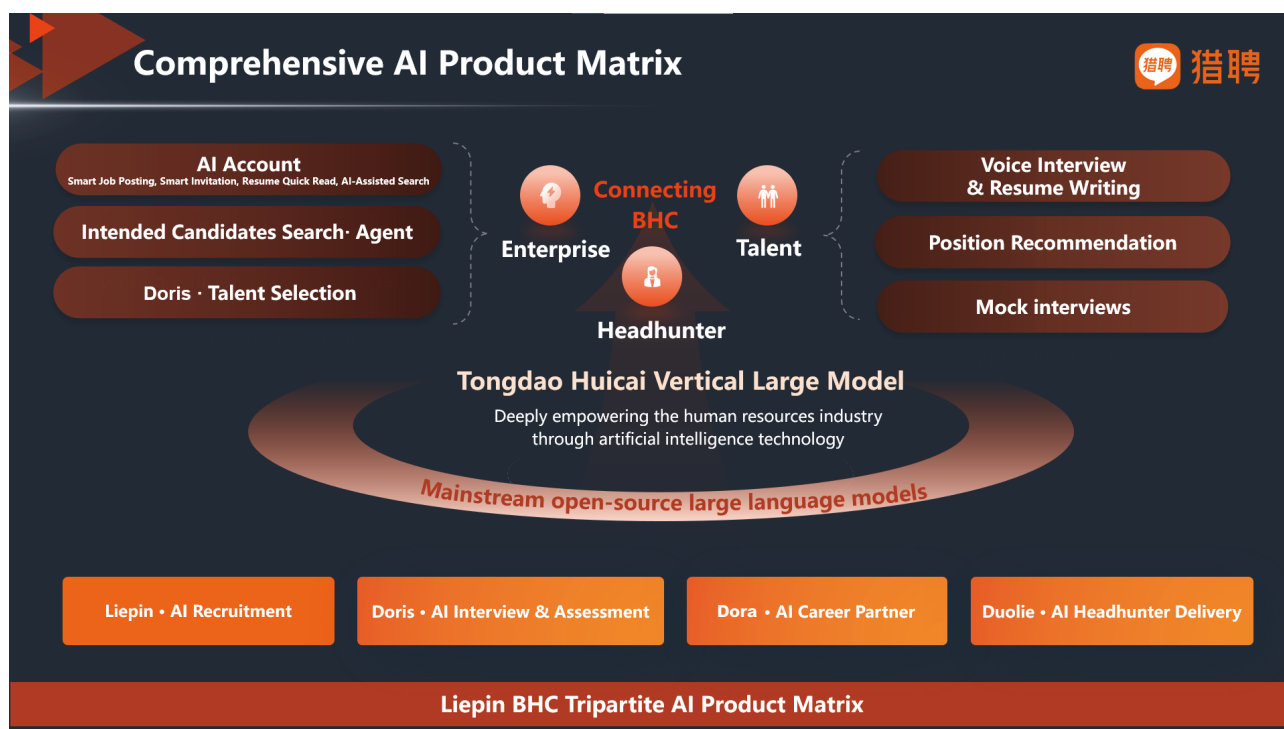 Comprehensive AI Product Matrix
猎聘
猎聘
AI Account
Smart Job Posting, Smart Invitation, Resume Quick Read, AI-Assisted Search
Intended Candidates Search· Agent
Doris · Talent Selection
Connecting
BHC
Enterprise
Talent
Headhunter
Voice Interview
& Resume Writing
Position Recommendation
Mock interviews
Tongdao Huicai Vertical Large Model
Deeply empowering the human resources industry
through artificial intelligence technology
Mainstream open-source large language models
Liepin • AI Recruitment
Doris • AI Interview & Assessment
Dora • AI Career Partner
Duolie • AI Headhunter Delivery
Liepin BHC Tripartite AI Product Matrix